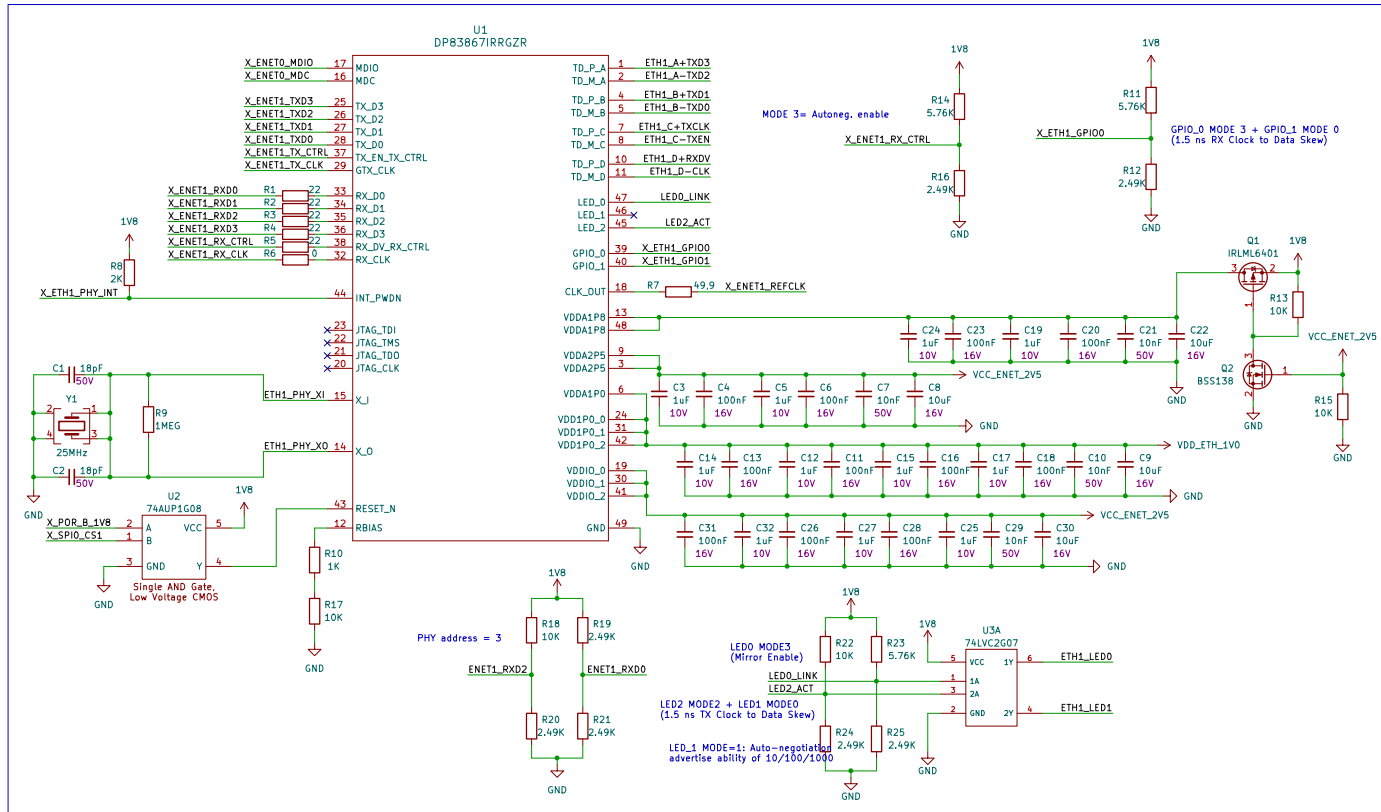 U1
DP83867IRRGZR
X_ENET0_MDIO 17 MDIO
X_ENET0_MDC 16 MDC
X_ENET1_TXD3 25 TX_D3
X_ENET1_TXD2 26 TX_D2
X_ENET1_TXD1 27 TX_D1
X_ENET1_TXD0 28 TX_D0
X_ENET1_TX_CTRL 37 TX_EN_TX_CTRL
X_ENET1_TX_CLK 29 GTX_CLK
X_ENET1_RXD0 R1 22 33 RX_D0
X_ENET1_RXD1 R2 22 34 RX_D1
X_ENET1_RXD2 R3 22 35 RX_D2
X_ENET1_RXD3 R4 22 36 RX_D3
X_ENET1_RX_CTRL R5 22 38 RX_DV_RX_CTRL
X_ENET1_RX_CLK R6 0 32 RX_CLK
1V8
R8
2K
X_ETH1_PHY_INT 44 INT_PWDN
23 JTAG_TDI
22 JTAG_TMS
21 JTAG_TDO
20 JTAG_CLK
C1 18pF
50V
ETH1_PHY_XI 15 X_I
Y1
2 1
4 3
25MHz
R9
1MEG
ETH1_PHY_XO 14 X_O
C2 18pF
50V
GND
U2
74AUP1G08
1V8
X_POR_B_1V8 2 A VCC 5
X_SPI0_CS1 1 B
3 GND Y 4
GND
Single AND Gate,
Low Voltage CMOS
43 RESET_N
12 RBIAS
R10
1K
R17
10K
GND
TD_P_A 1 ETH1_A+TXD3
TD_M_A 2 ETH1_A-TXD2
TD_P_B 4 ETH1_B+TXD1
TD_M_B 5 ETH1_B-TXD0
TD_P_C 7 ETH1_C+TXCLK
TD_M_C 8 ETH1_C-TXEN
TD_P_D 10 ETH1_D+RXDV
TD_M_D 11 ETH1_D-CLK
LED_0 47 LED0_LINK
LED_1 46
LED_2 45 LED2_ACT
GPIO_0 39 X_ETH1_GPIO0
GPIO_1 40 X_ETH1_GPIO1
CLK_OUT 18 R7 49.9 X_ENET1_REFCLK
VDDA1P8 13
VDDA1P8 48
VDDA2P5 9
VDDA2P5 3
VDDA1P0 6
VDD1P0_0 24
VDD1P0_1 31
VDD1P0_2 42
VDDIO_0 19
VDDIO_1 30
VDDIO_2 41
GND 49
GND
1V8
R14
5.76K
MODE 3= Autoneg. enable
X_ENET1_RX_CTRL
R16
2.49K
GND
1V8
R11
5.76K
X_ETH1_GPIO0
GPIO_0 MODE 3 + GPIO_1 MODE 0
(1.5 ns RX Clock to Data Skew)
R12
2.49K
GND
Q1
IRLML6401
1V8
3 2
1
R13
10K
VCC_ENET_2V5
Q2
BSS138
3
1
2
GND
R15
10K
GND
C24 1uF 10V
C23 100nF 16V
C19 1uF 10V
C20 100nF 16V
C21 10nF 50V
C22 10uF 16V
GND
VCC_ENET_2V5
C3 1uF 10V
C4 100nF 16V
C5 1uF 10V
C6 100nF 16V
C7 10nF 50V
C8 10uF 16V
GND
VDD_ETH_1V0
C14 1uF 10V
C13 100nF 16V
C12 1uF 10V
C11 100nF 16V
C15 1uF 10V
C16 100nF 16V
C17 1uF 10V
C18 100nF 16V
C10 10nF 50V
C9 10uF 16V
GND
VCC_ENET_2V5
C31 100nF 16V
C32 1uF 10V
C26 100nF 16V
C27 1uF 10V
C28 100nF 16V
C25 1uF 10V
C29 10nF 50V
C30 10uF 16V
GND
1V8
R18
10K
R19
2.49K
PHY address = 3
ENET1_RXD2 ENET1_RXD0
R20
2.49K
R21
2.49K
GND
1V8
R22
10K
R23
5.76K
LED0 MODE3
(Mirror Enable)
LED0_LINK
LED2_ACT
LED2 MODE2 + LED1 MODE0
(1.5 ns TX Clock to Data Skew)
R24
2.49K
R25
2.49K
LED_1 MODE=1: Auto-negotiation
advertise ability of 10/100/1000
GND
1V8
U3A
74LVC2G07
5 VCC 1Y 6 ETH1_LED0
1 1A
3 2A
2 GND 2Y 4 ETH1_LED1
GND